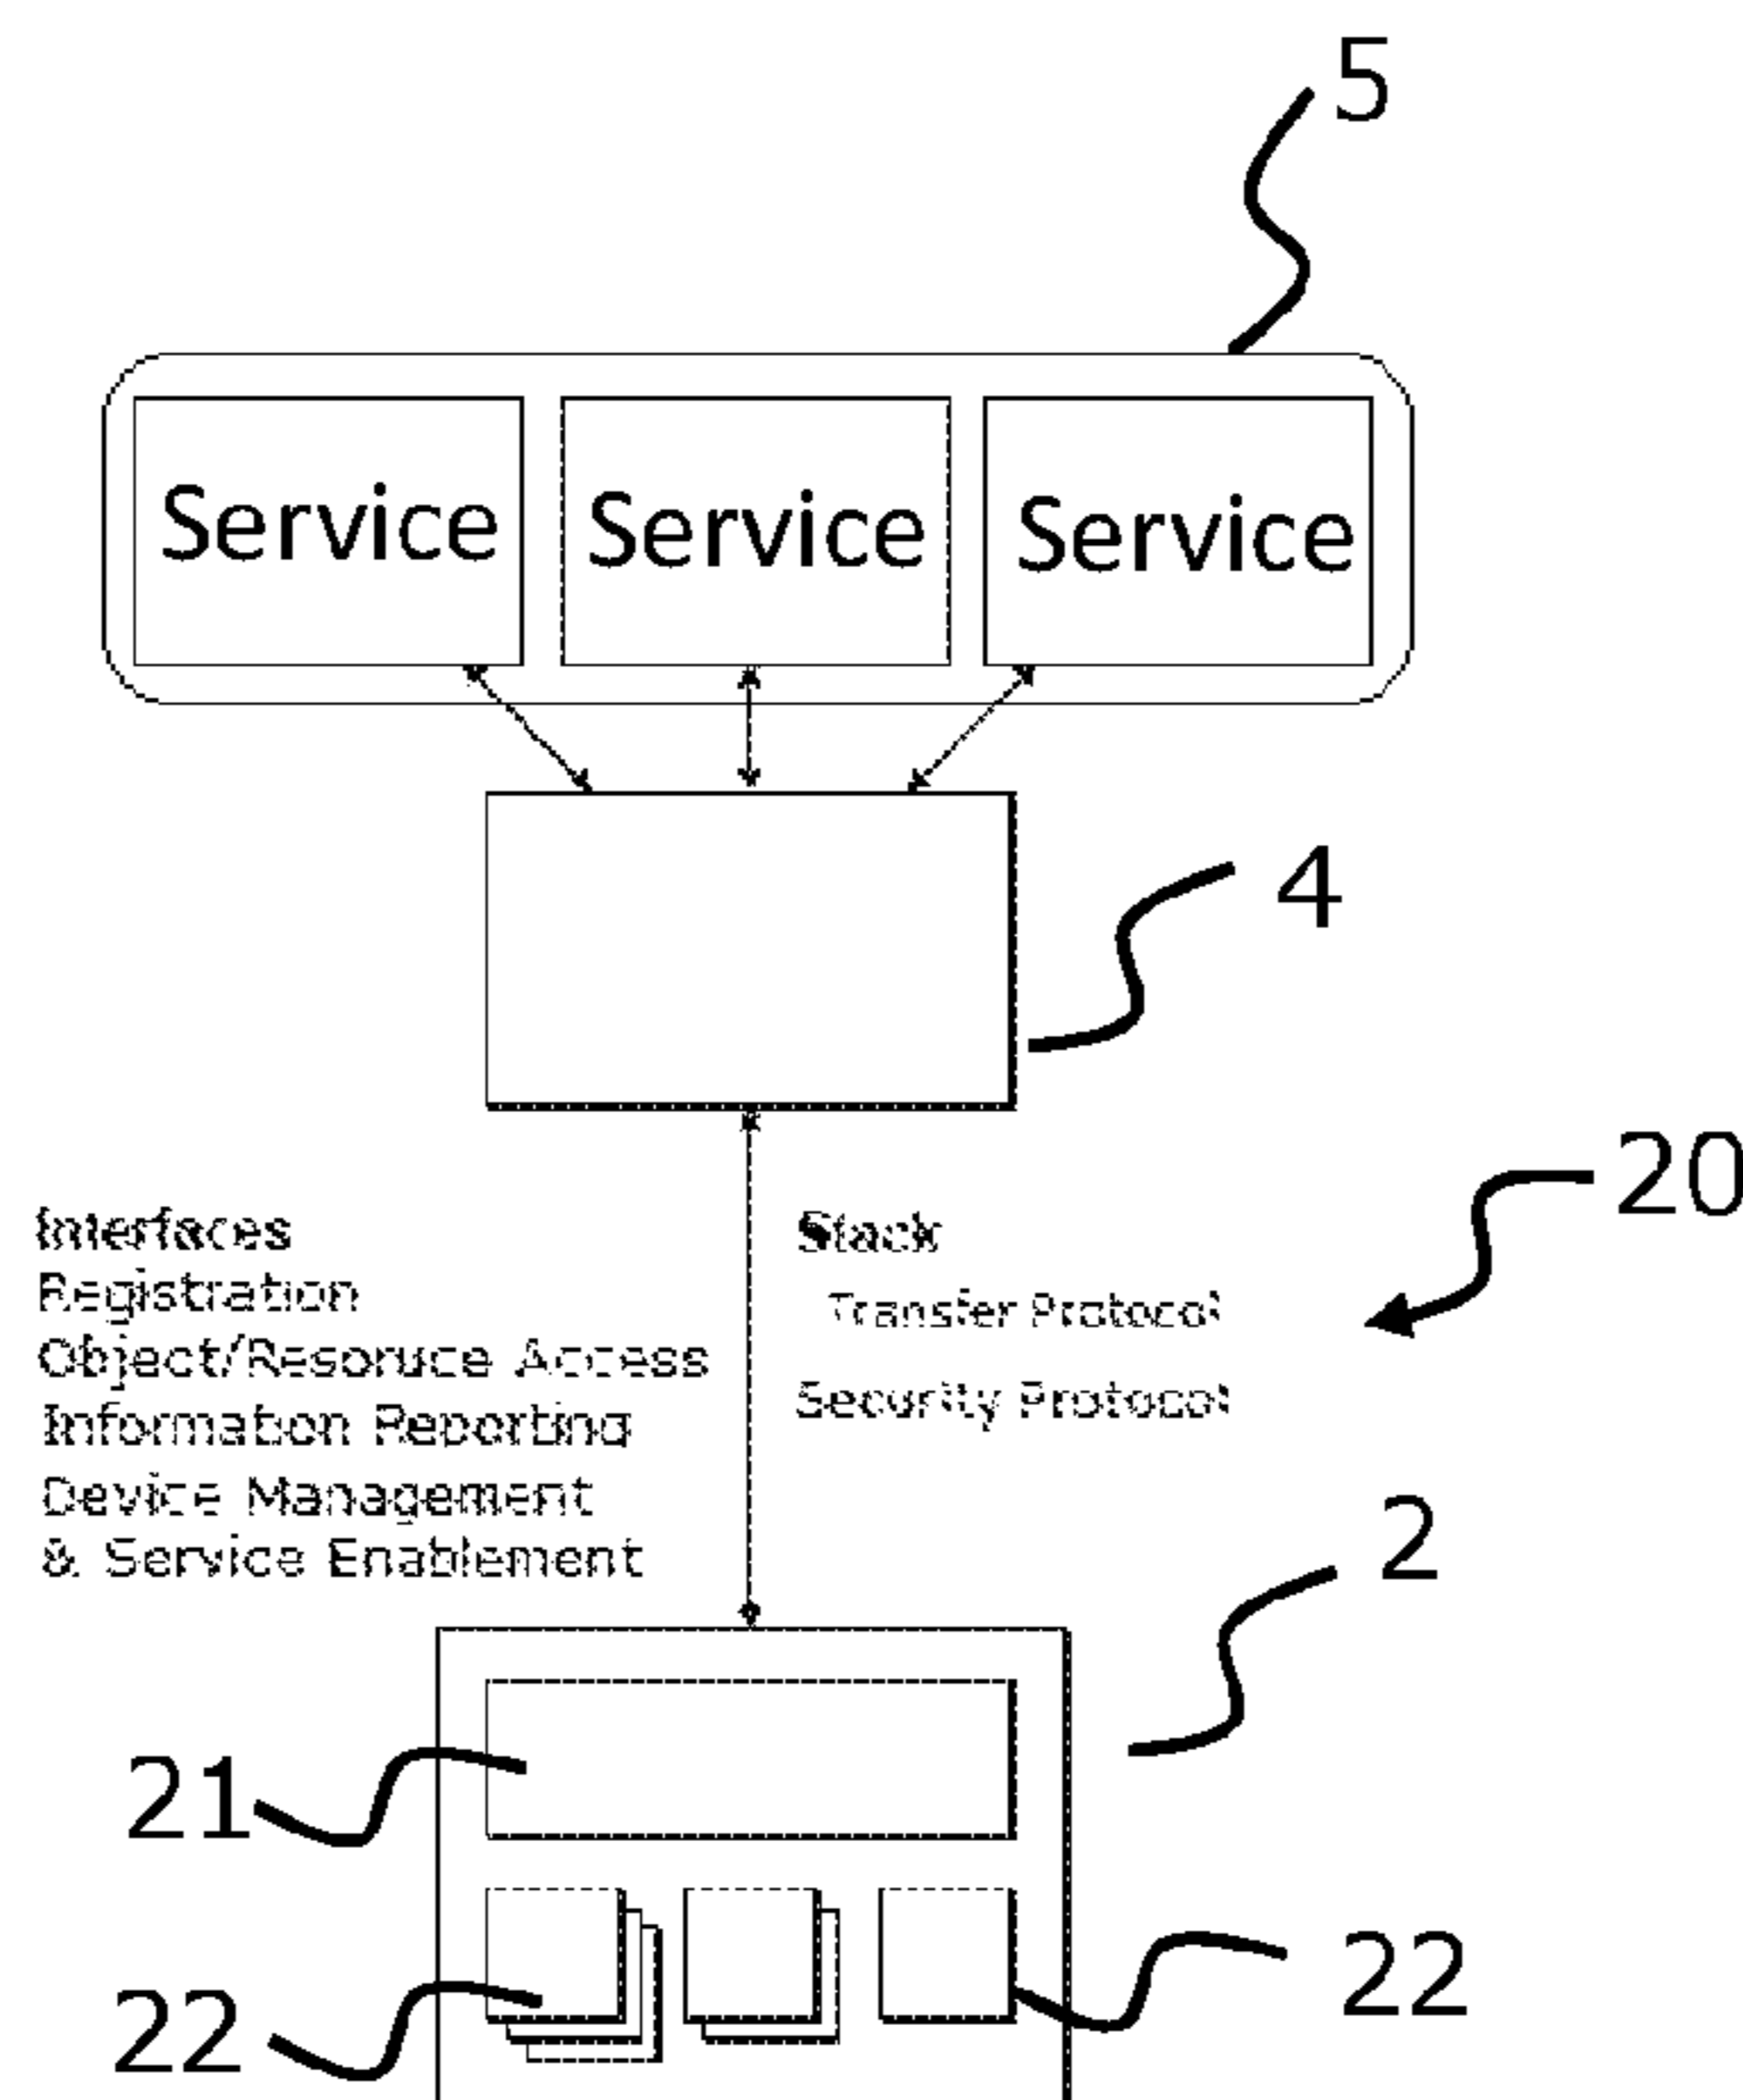 5
Service Service Service
4
20
Interfaces
Registration
Object/Resoruce Access
Information Reporting
Device Management
& Service Enablement
Stack
Transfer Protocol
Security Protocol
2
21
22
22